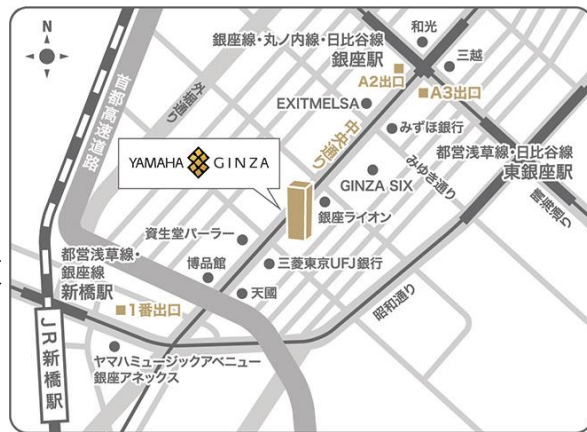 N
首都高速道路
外堀通り
銀座線・丸ノ内線・日比谷線
銀座駅
和光
三越
A2出口
A3出口
EXITMELSA
中央通り
みずほ銀行
都営浅草線・日比谷線
東銀座駅
YAMAHA GINZA
GINZA SIX
みゆき通り
晴海通り
銀座ライオン
資生堂パーラー
都営浅草線・
銀座線
新橋駅
博品館
三菱東京UFJ銀行
天國
昭和通り
1番出口
JR新橋駅
ヤマハミュージックアベニュー
銀座アネックス